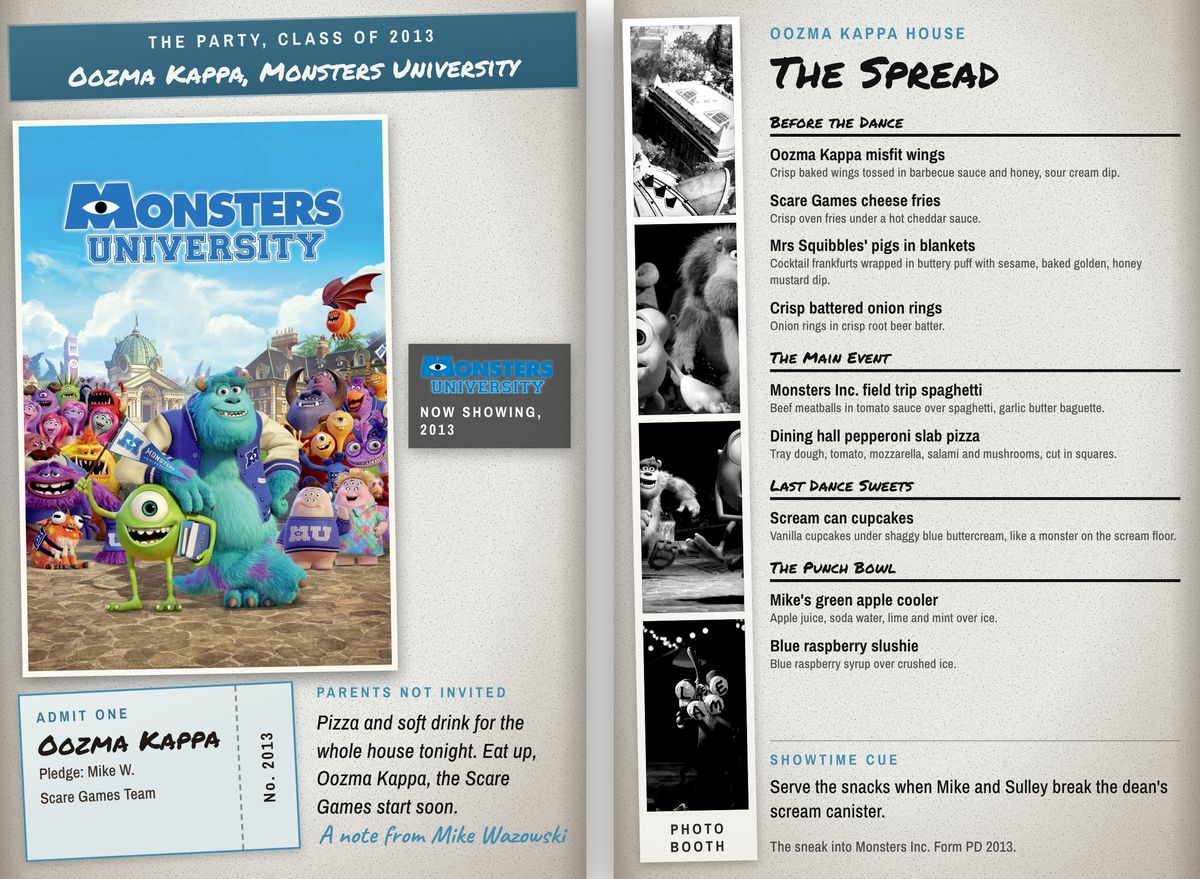 THE PARTY, CLASS OF 2013
Oozma Kappa, Monsters University
MONSTERS
UNIVERSITY
MONSTERS
MU
MONSTERS
UNIVERSITY
NOW SHOWING,
2013
ADMIT ONE
Oozma Kappa
Pledge: Mike W.
Scare Games Team
No. 2013
PARENTS NOT INVITED
Pizza and soft drink for the
whole house tonight. Eat up,
Oozma Kappa, the Scare
Games start soon.
A note from Mike Wazowski
L
A M E
PHOTO
BOOTH
OOZMA KAPPA HOUSE
The Spread
Before the Dance
Oozma Kappa misfit wings
Crisp baked wings tossed in barbecue sauce and honey, sour cream dip.
Scare Games cheese fries
Crisp oven fries under a hot cheddar sauce.
Mrs Squibbles' pigs in blankets
Cocktail frankfurts wrapped in buttery puff with sesame, baked golden, honey
mustard dip.
Crisp battered onion rings
Onion rings in crisp root beer batter.
The Main Event
Monsters Inc. field trip spaghetti
Beef meatballs in tomato sauce over spaghetti, garlic butter baguette.
Dining hall pepperoni slab pizza
Tray dough, tomato, mozzarella, salami and mushrooms, cut in squares.
Last Dance Sweets
Scream can cupcakes
Vanilla cupcakes under shaggy blue buttercream, like a monster on the scream floor.
The Punch Bowl
Mike's green apple cooler
Apple juice, soda water, lime and mint over ice.
Blue raspberry slushie
Blue raspberry syrup over crushed ice.
SHOWTIME CUE
Serve the snacks when Mike and Sulley break the dean's
scream canister.
The sneak into Monsters Inc. Form PD 2013.